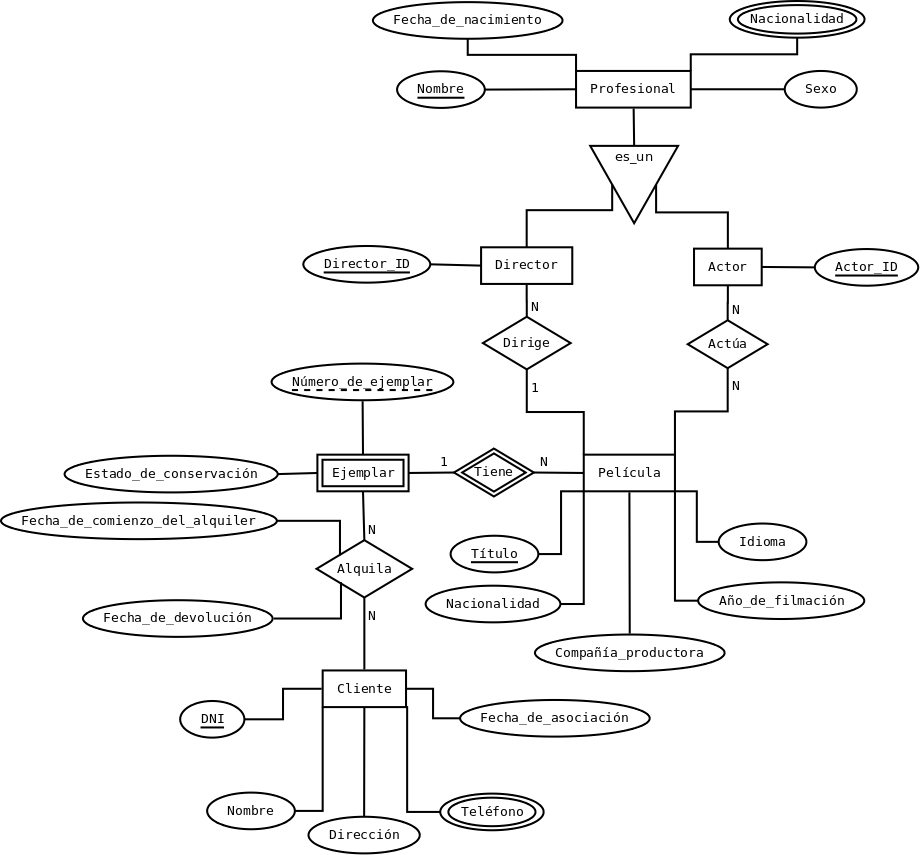 Fecha_de_nacimiento
Nacionalidad
Nombre
Profesional
Sexo
es_un
Director_ID
Director
Actor
Actor_ID
N
N
Dirige
Actúa
1
N
Número_de_ejemplar
Estado_de_conservación
Ejemplar
1
Tiene
N
Película
Fecha_de_comienzo_del_alquiler
N
Título
Idioma
Alquila
Nacionalidad
Año_de_filmación
Fecha_de_devolución
N
Compañía_productora
Cliente
DNI
Fecha_de_asociación
Nombre
Dirección
Teléfono